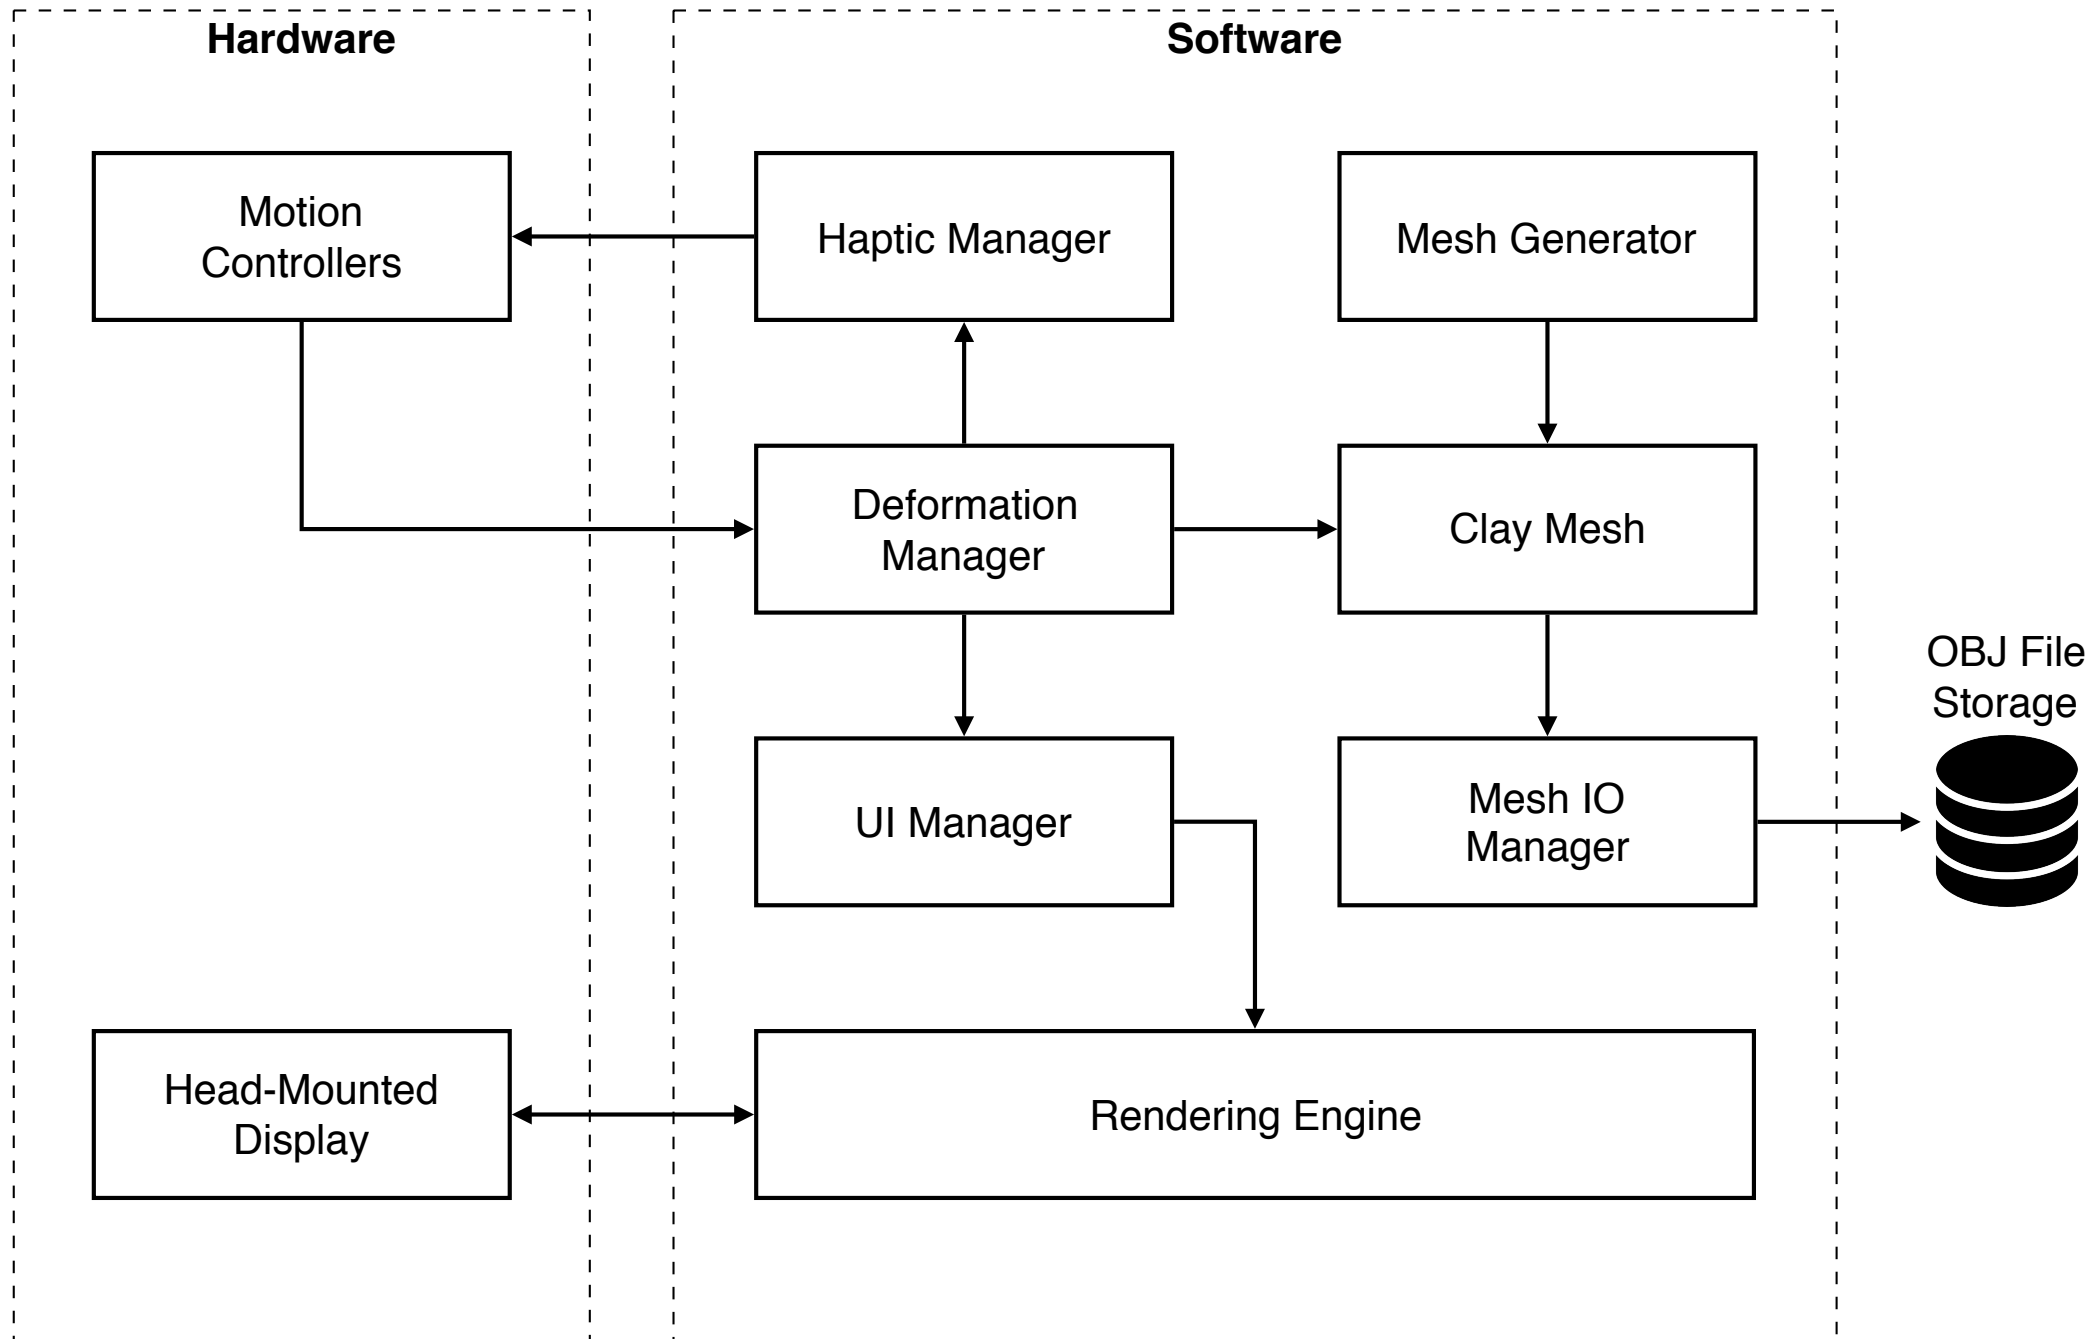 Hardware
Software
Motion
Controllers
Haptic Manager
Mesh Generator
Deformation
Manager
Clay Mesh
OBJ File
Storage
UI Manager
Mesh IO
Manager
Head-Mounted
Display
Rendering Engine